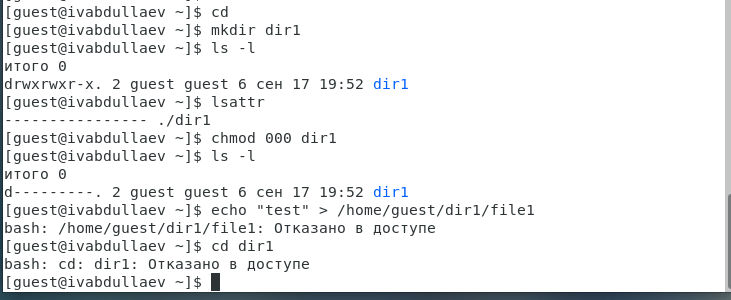 [guest@ivabdullaev ~]$ cd
[guest@ivabdullaev ~]$ mkdir dir1
[guest@ivabdullaev ~]$ ls -l
итого 0
drwxrwxr-x. 2 guest guest 6 сен 17 19:52 dir1
[guest@ivabdullaev ~]$ lsattr
---------------- ./dir1
[guest@ivabdullaev ~]$ chmod 000 dir1
[guest@ivabdullaev ~]$ ls -l
итого 0
d---------. 2 guest guest 6 сен 17 19:52 dir1
[guest@ivabdullaev ~]$ echo "test" > /home/guest/dir1/file1
bash: /home/guest/dir1/file1: Отказано в доступе
[guest@ivabdullaev ~]$ cd dir1
bash: cd: dir1: Отказано в доступе
[guest@ivabdullaev ~]$